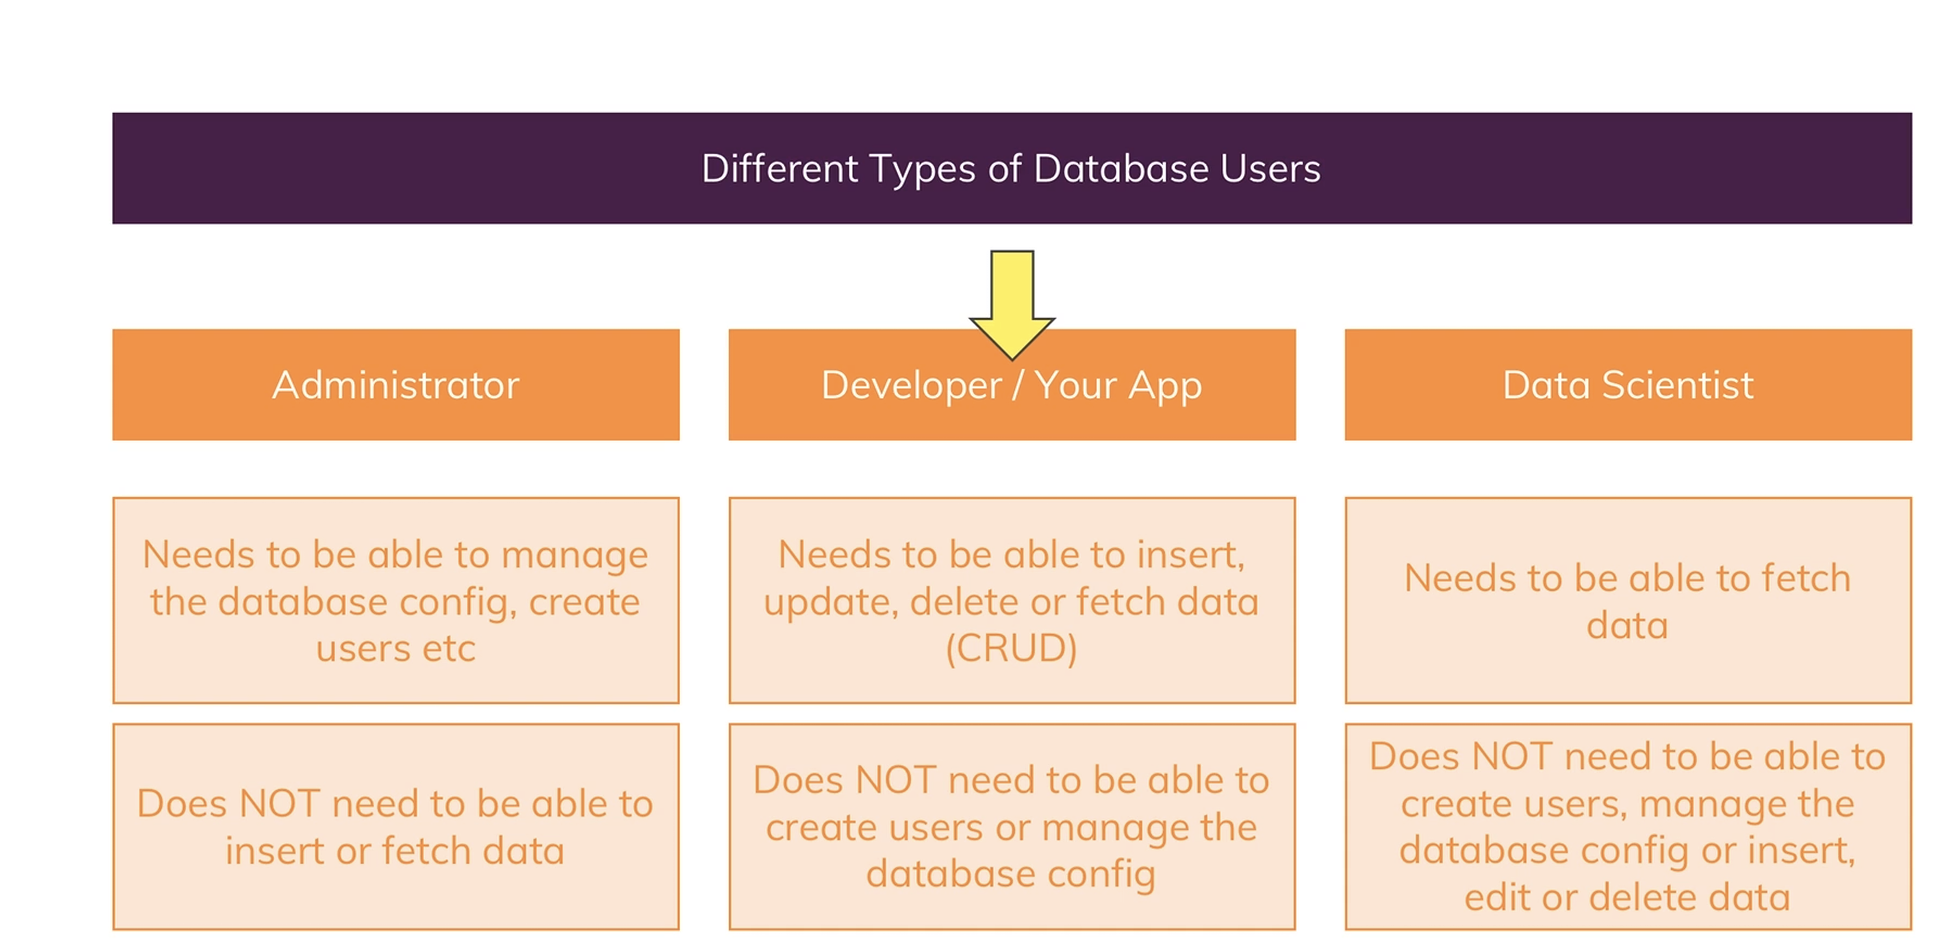 Different Types of Database Users
Administrator
Developer / Your App
Data Scientist
Needs to be able to manage
the database config, create
users etc
Needs to be able to insert,
update, delete or fetch data
(CRUD)
Needs to be able to fetch
data
Does NOT need to be able to
insert or fetch data
Does NOT need to be able to
create users or manage the
database config
Does NOT need to be able to
create users, manage the
database config or insert,
edit or delete data